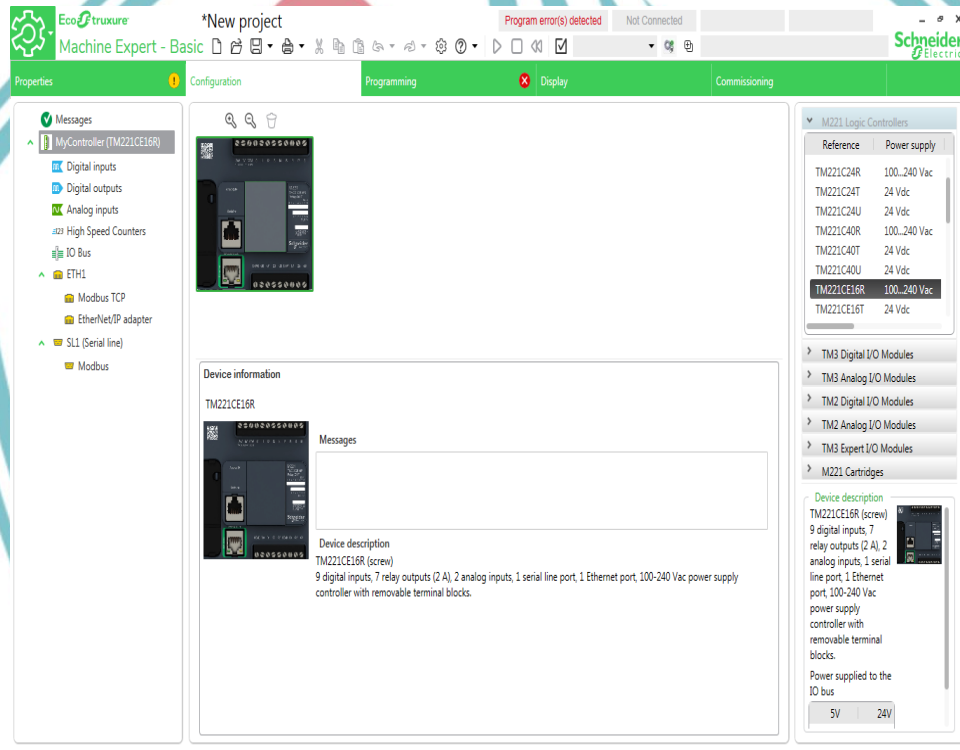 EcoStruxure
*New project
Program error(s) detected
Not Connected
Machine Expert - Basic
Schneider
Electric
Properties
Configuration
Programming
Display
Commissioning
Messages
MyController (TM221CE16R)
Digital inputs
Digital outputs
Analog inputs
High Speed Counters
IO Bus
ETH1
Modbus TCP
EtherNet/IP adapter
SL1 (Serial line)
Modbus
Device information
TM221CE16R
Messages
Device description
TM221CE16R (screw)
9 digital inputs, 7 relay outputs (2 A), 2 analog inputs, 1 serial line port, 1 Ethernet port, 100-240 Vac power supply
controller with removable terminal blocks.
M221 Logic Controllers
Reference Power supply
TM221C24R 100...240 Vac
TM221C24T 24 Vdc
TM221C24U 24 Vdc
TM221C40R 100...240 Vac
TM221C40T 24 Vdc
TM221C40U 24 Vdc
TM221CE16R 100...240 Vac
TM221CE16T 24 Vdc
TM3 Digital I/O Modules
TM3 Analog I/O Modules
TM2 Digital I/O Modules
TM2 Analog I/O Modules
TM3 Expert I/O Modules
M221 Cartridges
Device description
TM221CE16R (screw)
9 digital inputs, 7
relay outputs (2 A), 2
analog inputs, 1 serial
line port, 1 Ethernet
port, 100-240 Vac
power supply
controller with
removable terminal
blocks.
Power supplied to the
IO bus
5V 24V